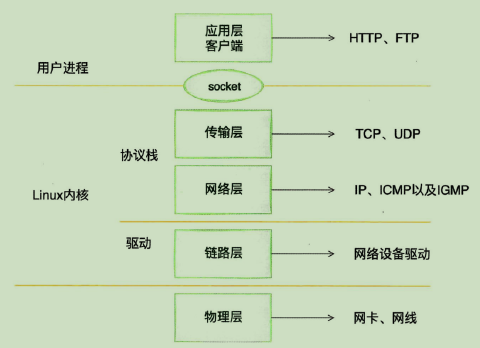 应用层
客户端
HTTP、FTP
用户进程
socket
传输层
TCP、UDP
协议栈
网络层
IP、ICMP以及IGMP
Linux内核
驱动
链路层
网络设备驱动
物理层
网卡、网线